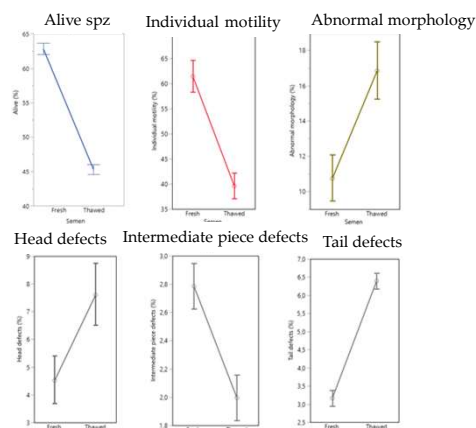 Alive spz
Individual motility
Abnormal morphology
65
60
55
50
45
40
Alive (%)
Fresh Thawed
Semen
65
60
55
50
45
40
35
Individual motility (%)
Fresh Thawed
Semen
18
16
14
12
10
Abnormal morphology (%)
Fresh Thawed
Semen
Head defects
Intermediate piece defects
Tail defects
9
8
7
6
5
4
3
Head defects (%)
Fresh Thawed
3,0
2,8
2,6
2,4
2,2
2,0
1,8
Intermediate piece defects (%)
7,0
6,5
6,0
5,5
5,0
4,5
4,0
3,5
3,0
2,5
Tail defects (%)
Fresh Thawed